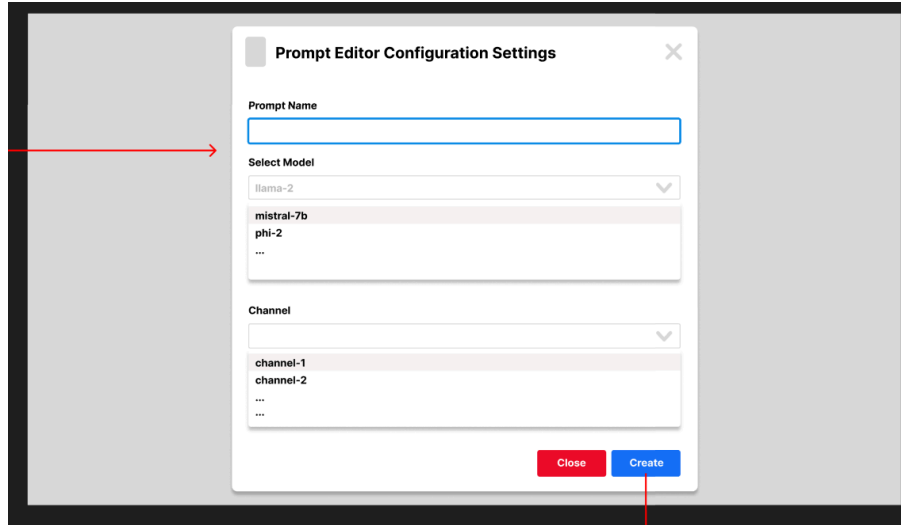 Prompt Editor Configuration Settings
Prompt Name
Select Model
llama-2
mistral-7b
phi-2
...
Channel
channel-1
channel-2
...
...
Close Create